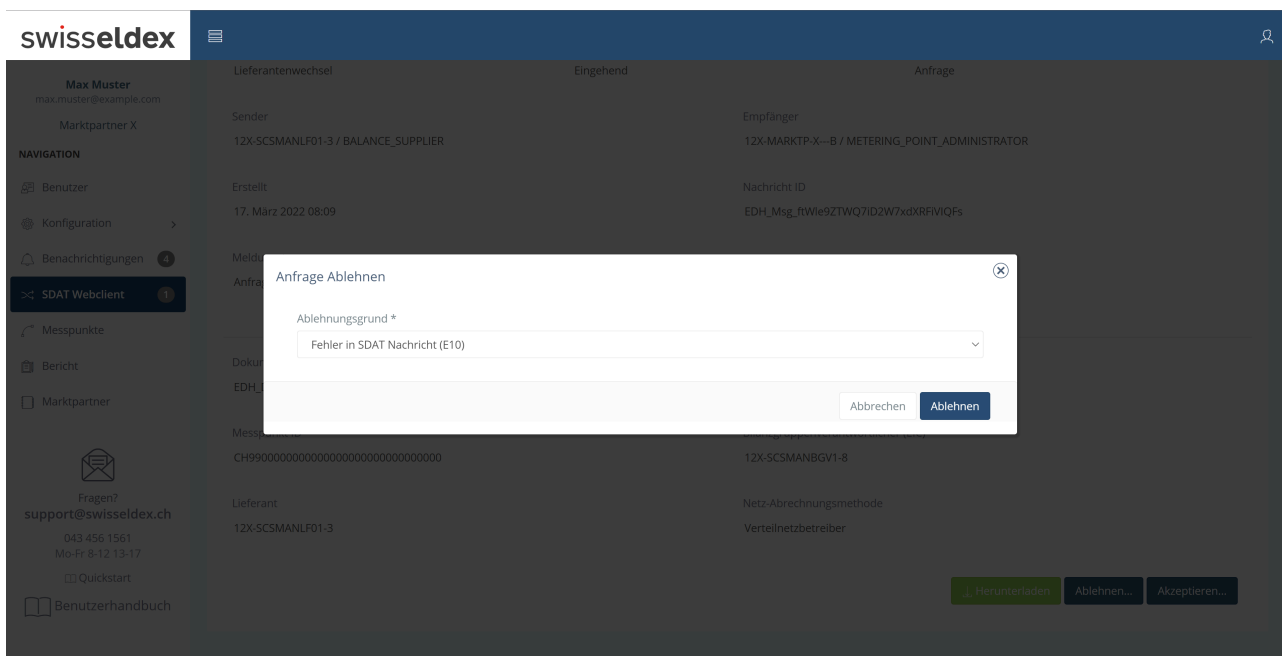 swisseldex
Max Muster
max.muster@example.com
Marktpartner X
NAVIGATION
Benutzer
Konfiguration
Benachrichtigungen 4
SDAT Webclient 1
Messpunkte
Bericht
Marktpartner
Fragen?
support@swisseldex.ch
043 456 1561
Mo-Fr 8-12 13-17
Quickstart
Benutzerhandbuch
Lieferantenwechsel Eingehend Anfrage
Sender Empfänger
12X-SCSMANLF01-3 / BALANCE_SUPPLIER 12X-MARKTP-X---B / METERING_POINT_ADMINISTRATOR
Erstellt Nachricht ID
17. März 2022 08:09 EDH_Msg_ftWle9ZTWQ7iD2W7xdXRFiVIQFs
Anfrage Ablehnen
Ablehnungsgrund *
Fehler in SDAT Nachricht (E10)
Abbrechen Ablehnen
12X-SCSMANBGV1-8
Lieferant Netz-Abrechnungsmethode
12X-SCSMANLF01-3 Verteilnetzbetreiber
Herunterladen Ablehnen... Akzeptieren...